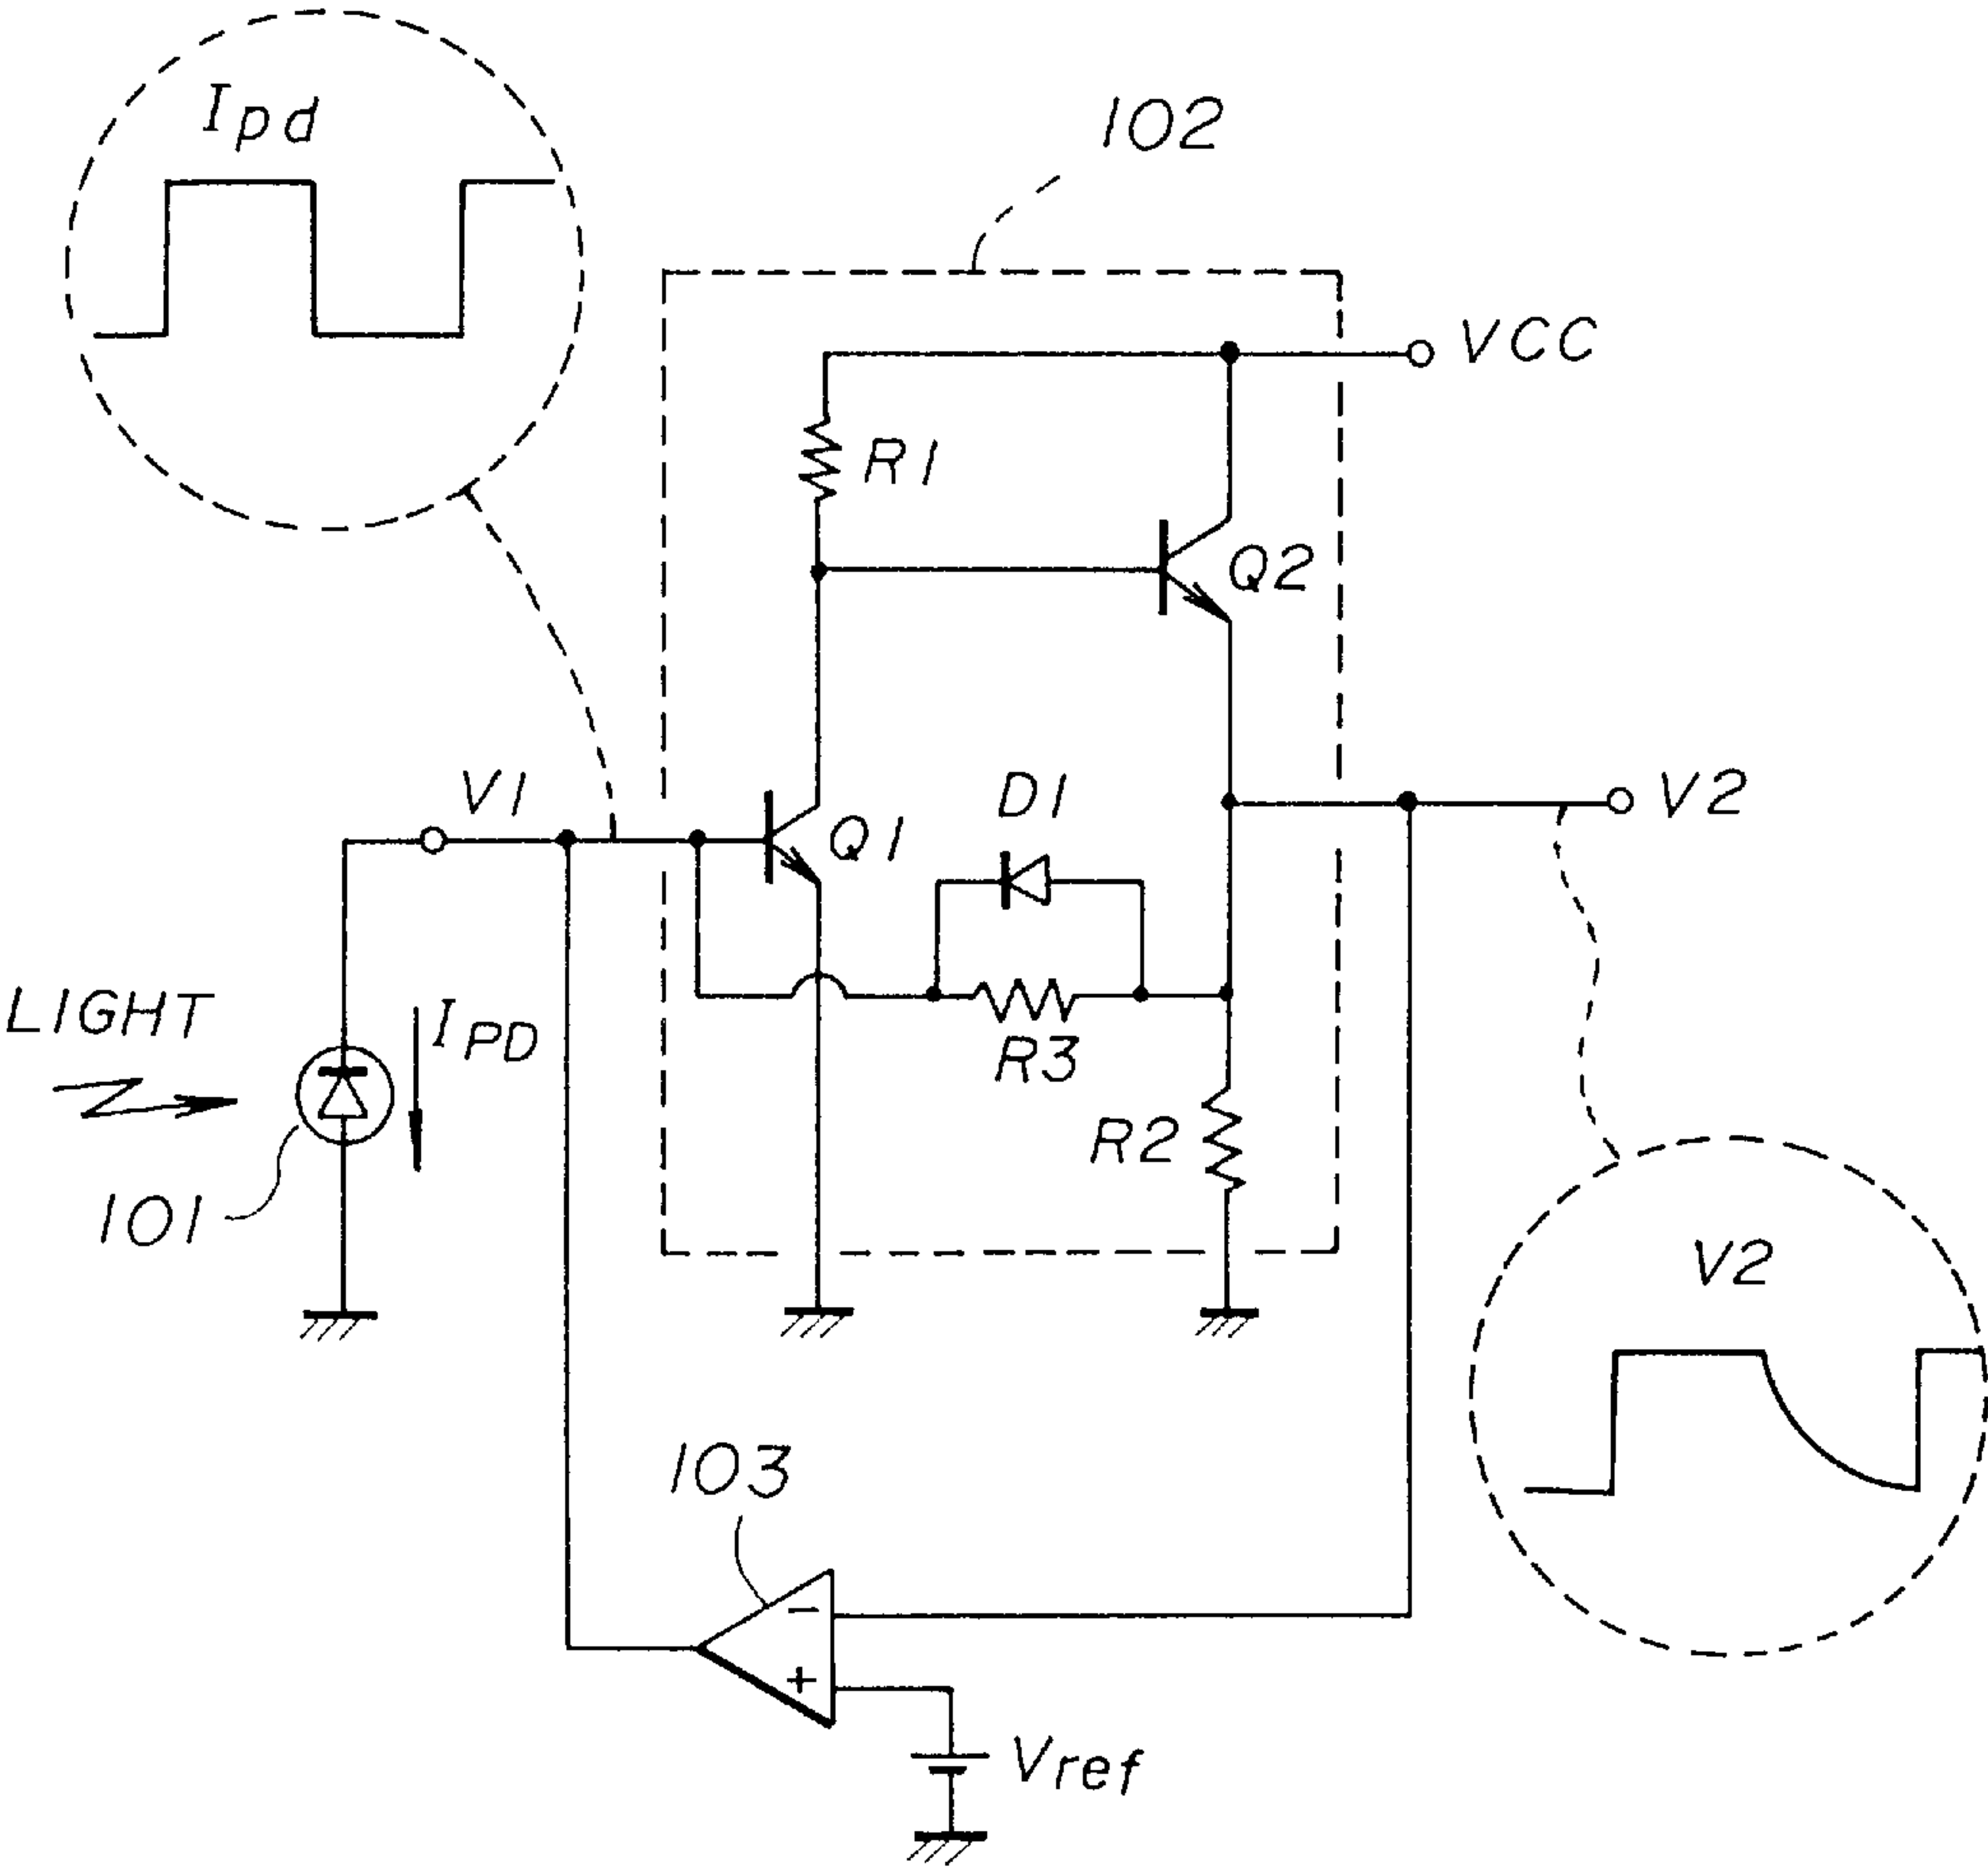 Ipd
102
VCC
R1
Q2
V1
D1
V2
Q1
LIGHT
IPD
R3
R2
101
V2
103
−
+
Vref